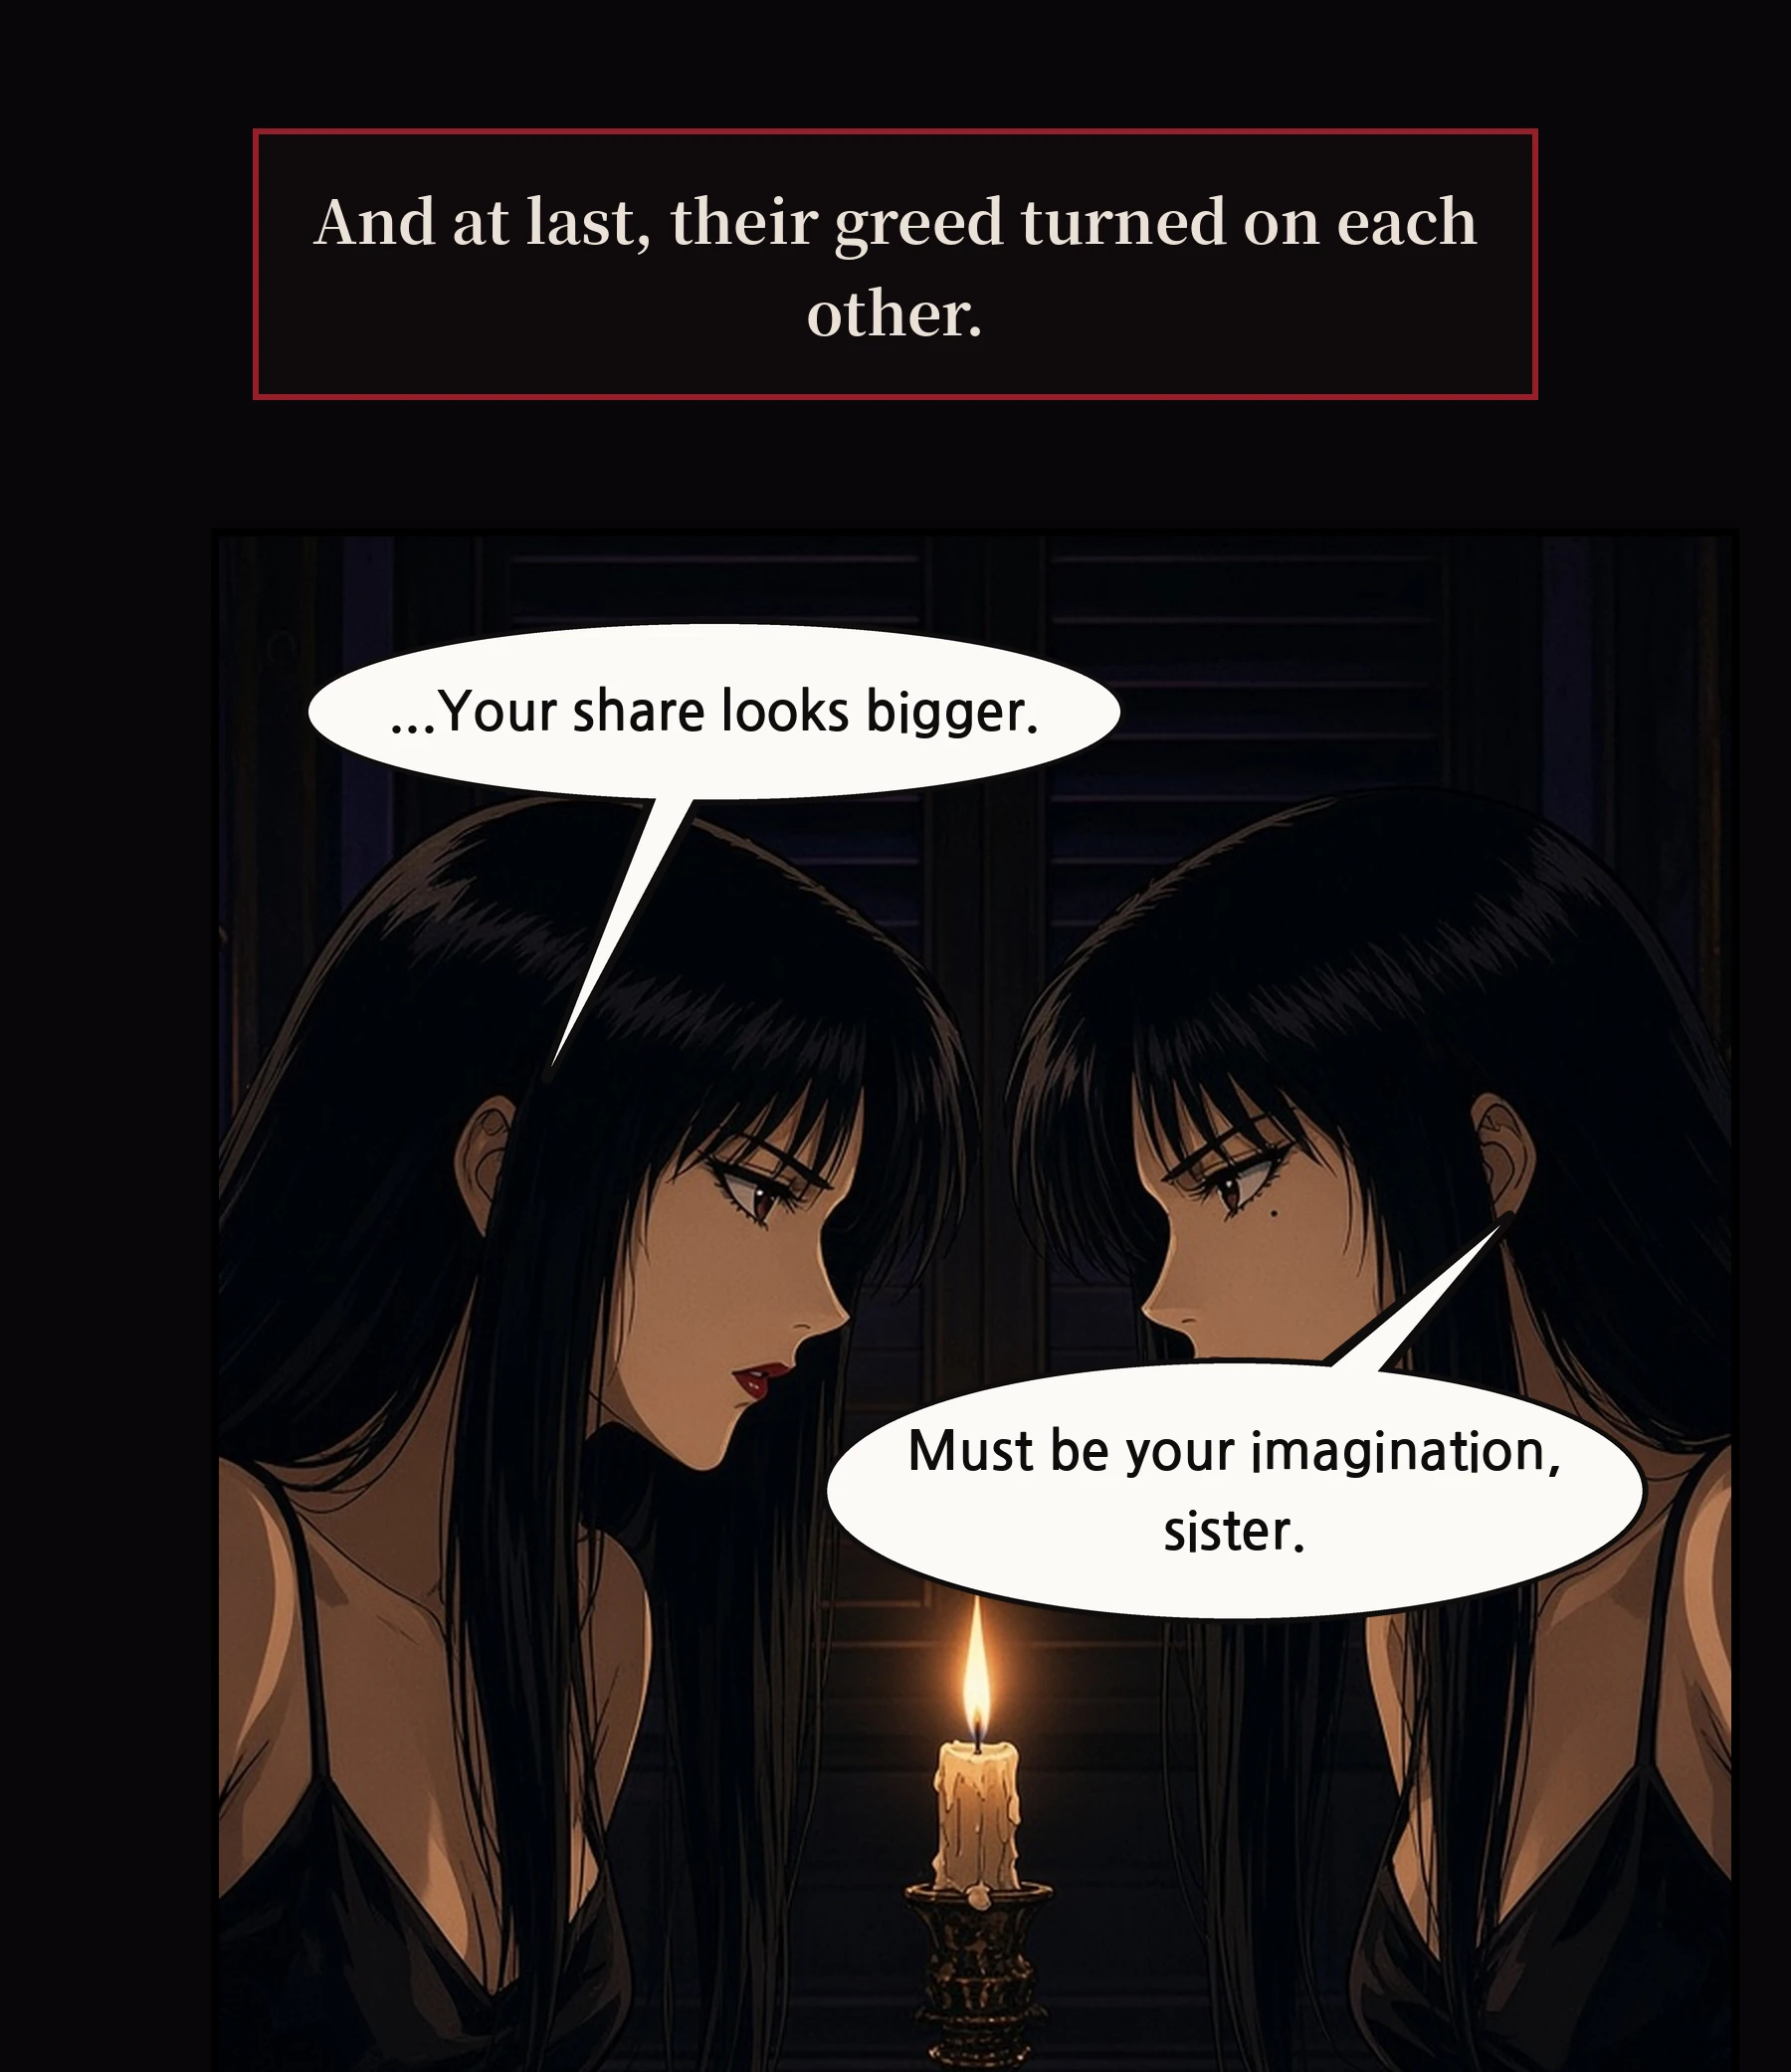 And at last, their greed turned on each
other.
...Your share looks bigger.
Must be your imagination,
sister.